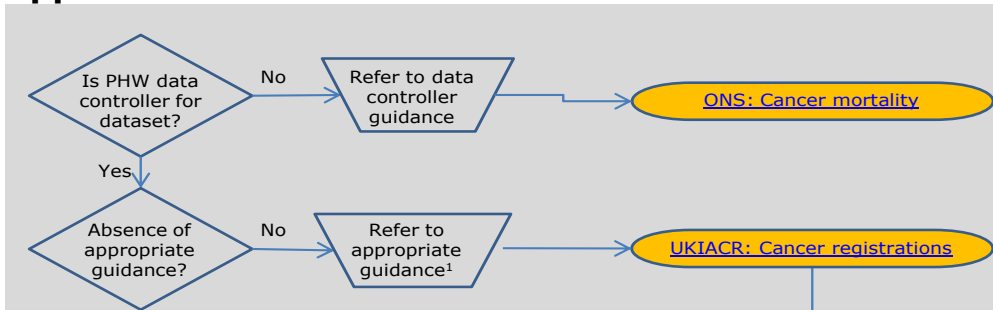 Is PHW data
controller for
dataset?
No
Refer to data
controller
guidance
ONS: Cancer mortality
Yes
Absence of
appropriate
guidance?
No
Refer to
appropriate
guidance¹
UKIACR: Cancer registrations